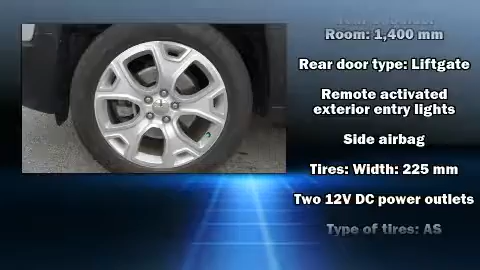 Room: 1,400 mm
Rear door type: Liftgate
Remote activated
exterior entry lights
Side airbag
Tires: Width: 225 mm
Two 12V DC power outlets
Type of tires: AS